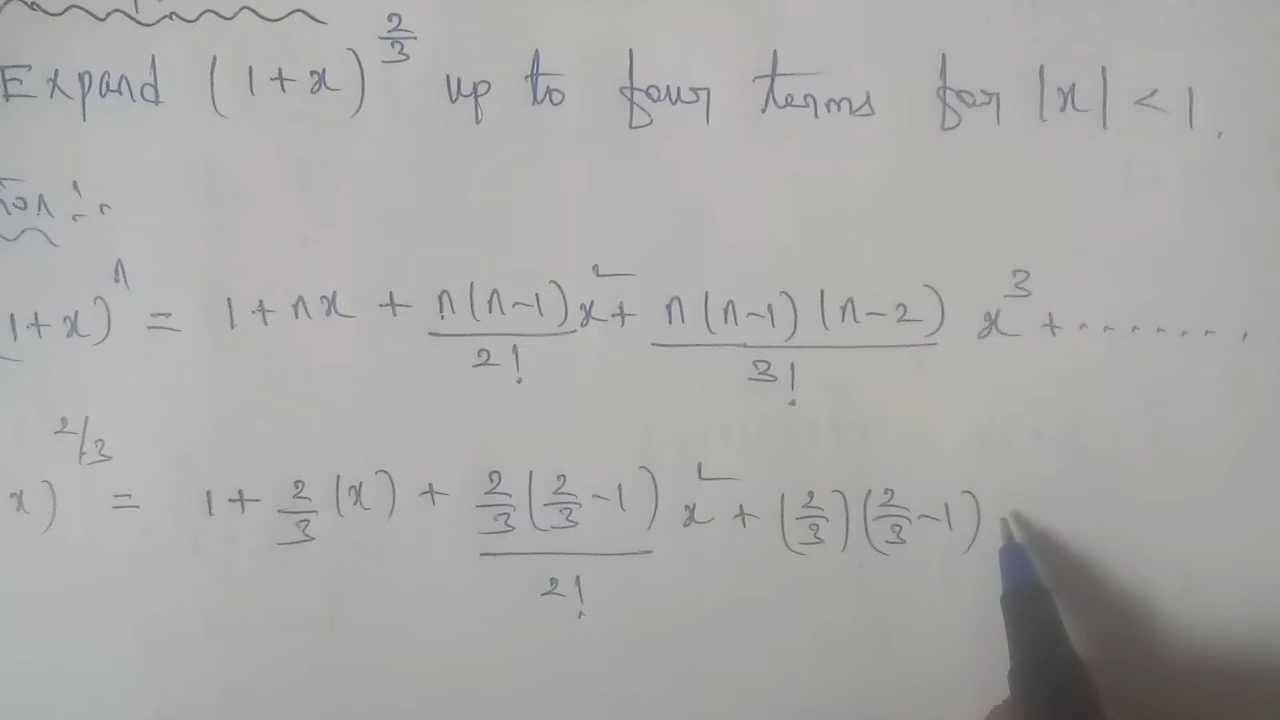 Expand (1+x)^{2/3} up to four terms for |x| < 1.
ion :-
1+x)^n = 1 + nx + n(n-1)/2! x^2 + n(n-1)(n-2)/3! x^3 + ........
x)^{2/3} = 1 + 2/3 (x) + 2/3(2/3 -1)/2! x^2 + (2/3)(2/3 -1)